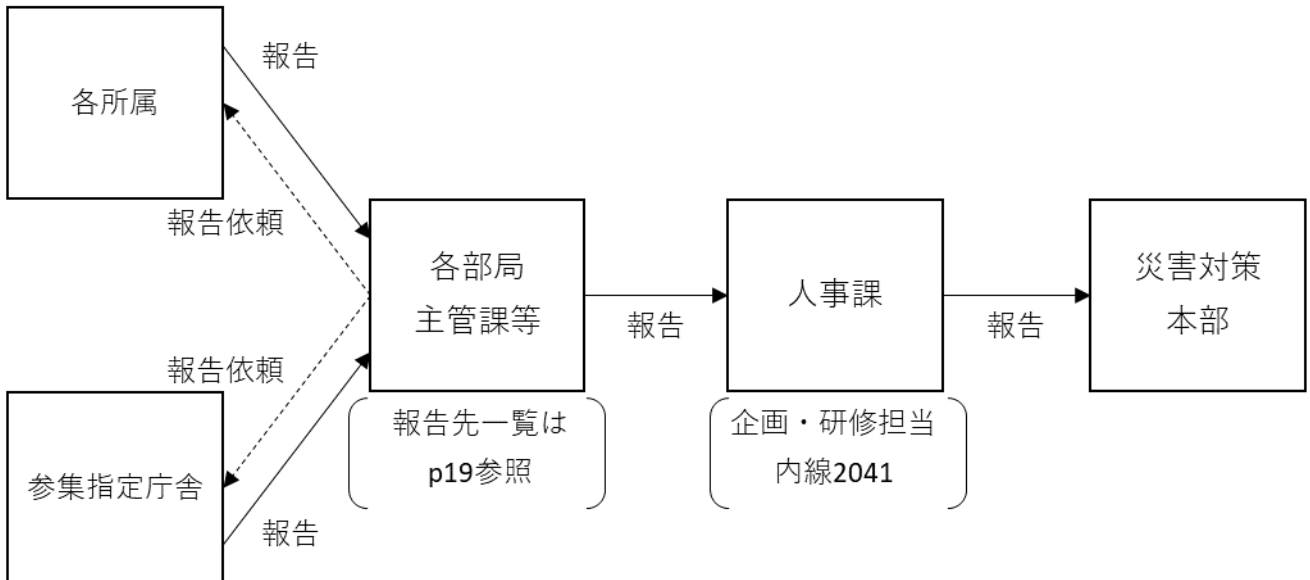 各所属
報告
報告依頼
各部局
主管課等
報告
人事課
報告
災害対策
本部
報告依頼
参集指定庁舎
報告
報告先一覧は
p19参照
企画・研修担当
内線2041